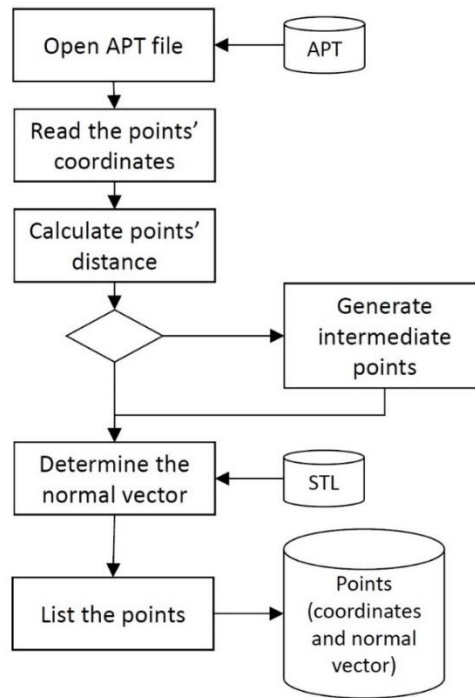 Open APT file
APT
Read the points’
coordinates
Calculate points’
distance
Generate
intermediate
points
Determine the
normal vector
STL
List the points
Points
(coordinates
and normal
vector)